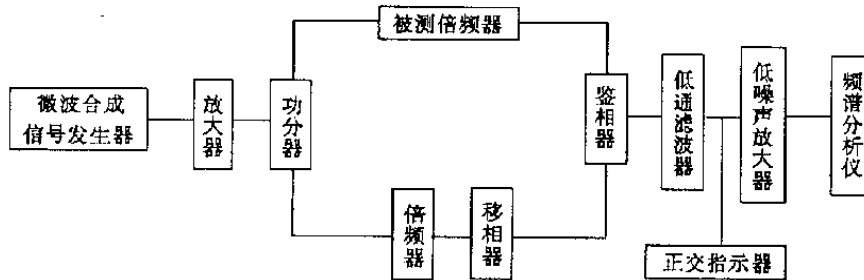 被测倍频器
微波合成
信号发生器
放大器
功分器
鉴相器
低通滤波器
低噪声放大器
频谱分析仪
倍频器
移相器
正交指示器